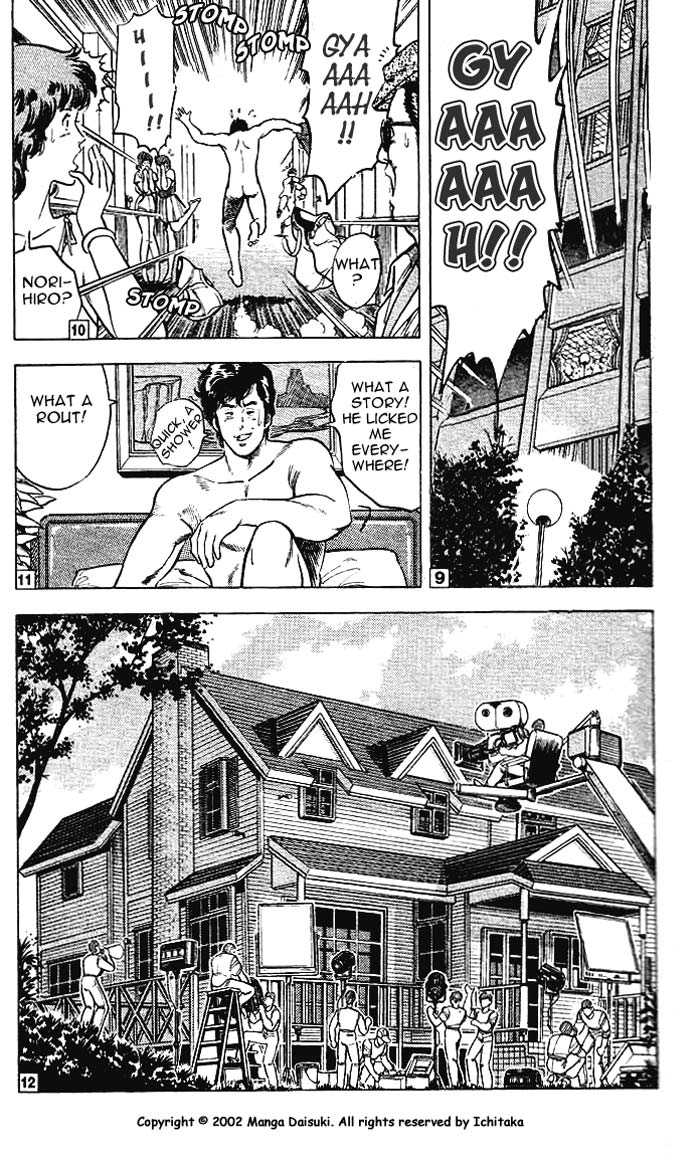 GY
AAA
AAA
H!!
9
STOMP
STOMP
GYA
AAA
AAH
!!
HIIII!!
WHAT
?
NORI-
HIRO?
STOMP
10
WHAT A
STORY!
HE LICKED
ME
EVERY-
WHERE!
QUICK, A
SHOWER
!
WHAT A
ROUT!
11
12
Copyright © 2002 Manga Daisuki. All rights reserved by Ichitaka